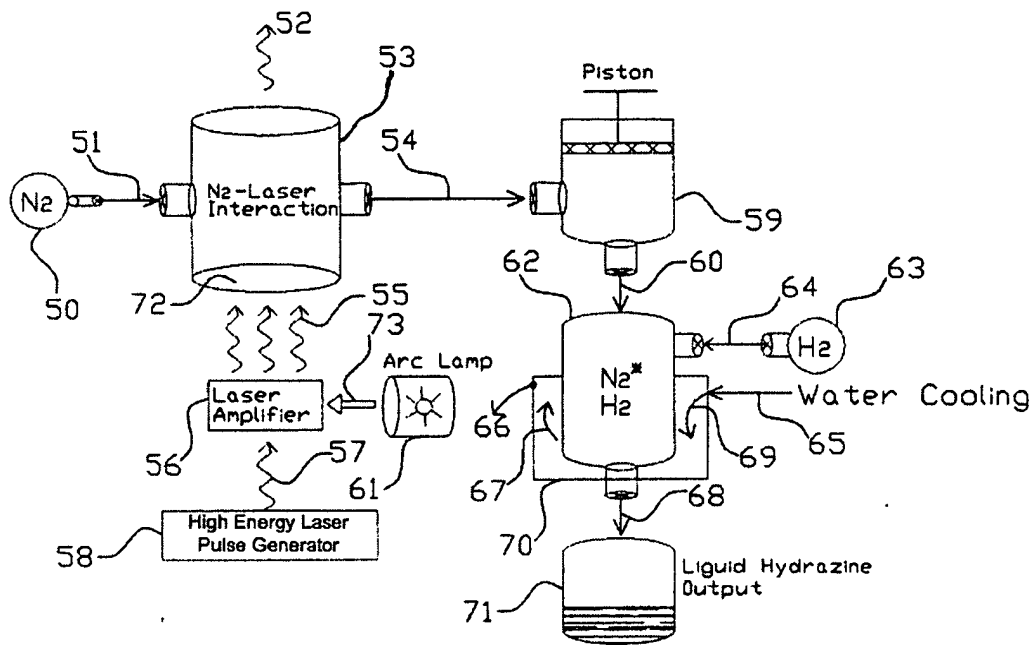 52
53
Piston
51
54
N2
N2-Laser
Interaction
59
50
72
62
60
63
55
64
73
H2
Arc Lamp
N2*
H2
Laser
Amplifier
Water Cooling
66
56
57
61
67
69
65
68
High Energy Laser
Pulse Generator
58
70
Liguid Hydrazine
Output
71